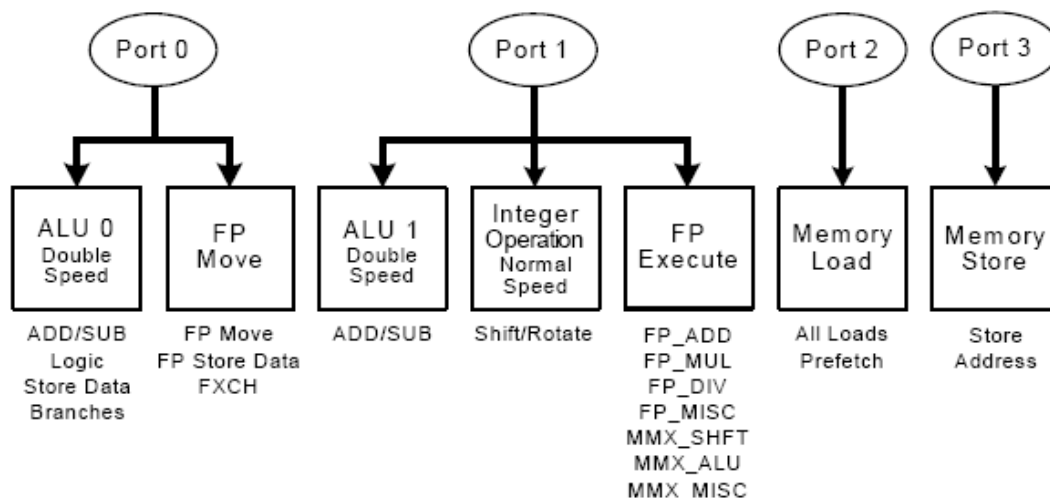 Port 0
Port 1
Port 2
Port 3
ALU 0
Double
Speed
FP
Move
ALU 1
Double
Speed
Integer
Operation
Normal
Speed
FP
Execute
Memory
Load
Memory
Store
ADD/SUB
Logic
Store Data
Branches
FP Move
FP Store Data
FXCH
ADD/SUB
Shift/Rotate
FP_ADD
FP_MUL
FP_DIV
FP_MISC
MMX_SHFT
MMX_ALU
MMX_MISC
All Loads
Prefetch
Store
Address